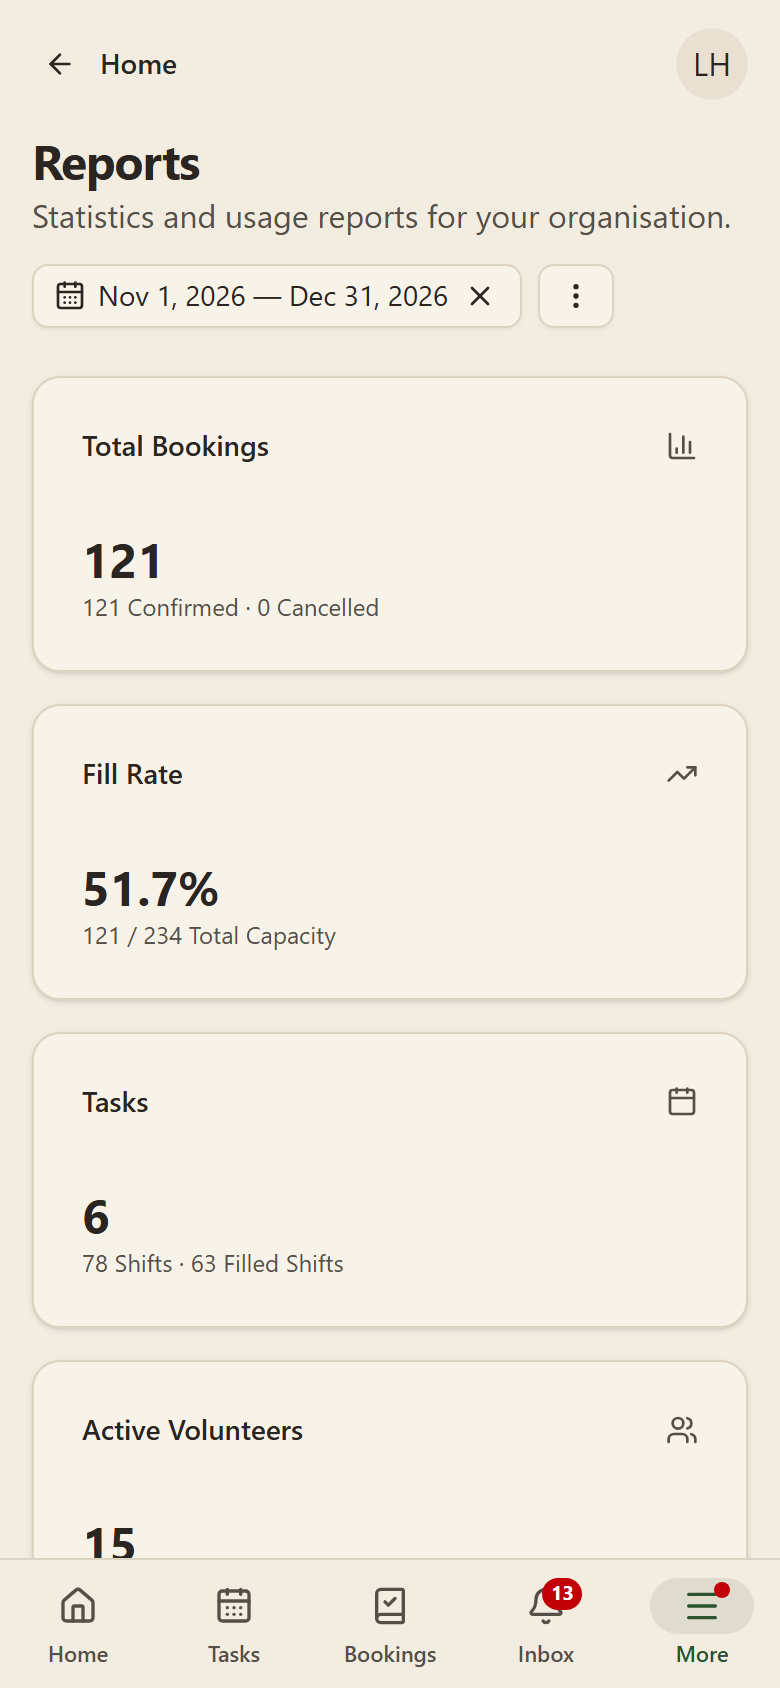 Home
LH
Reports
Statistics and usage reports for your organisation.
Nov 1, 2026 — Dec 31, 2026
Total Bookings
121
121 Confirmed · 0 Cancelled
Fill Rate
51.7%
121 / 234 Total Capacity
Tasks
6
78 Shifts · 63 Filled Shifts
Active Volunteers
15
13
Home
Tasks
Bookings
Inbox
More